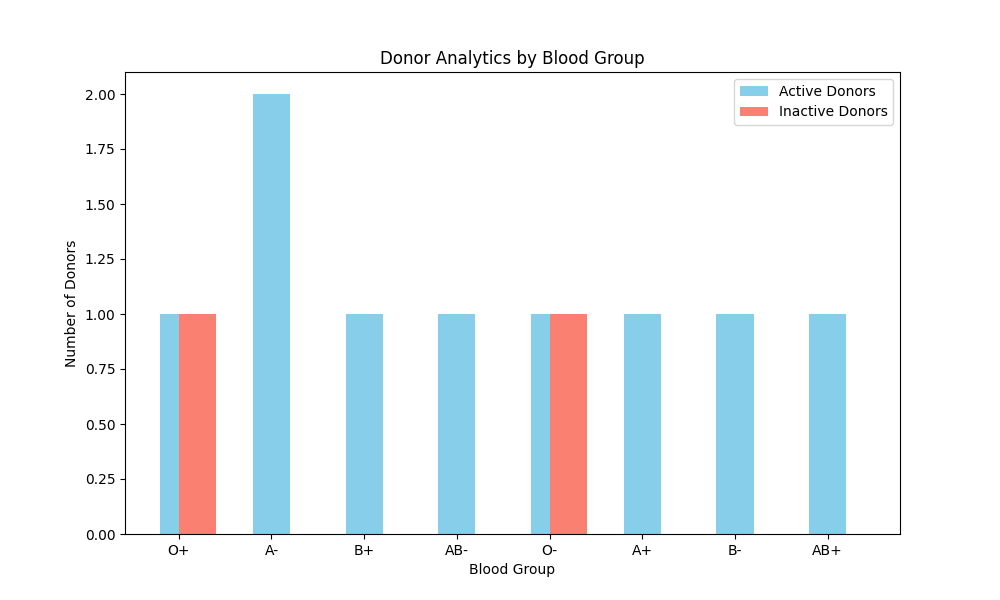 Donor Analytics by Blood Group
Active Donors
Inactive Donors
Number of Donors
2.00
1.75
1.50
1.25
1.00
0.75
0.50
0.25
0.00
O+ A- B+ AB- O- A+ B- AB+
Blood Group